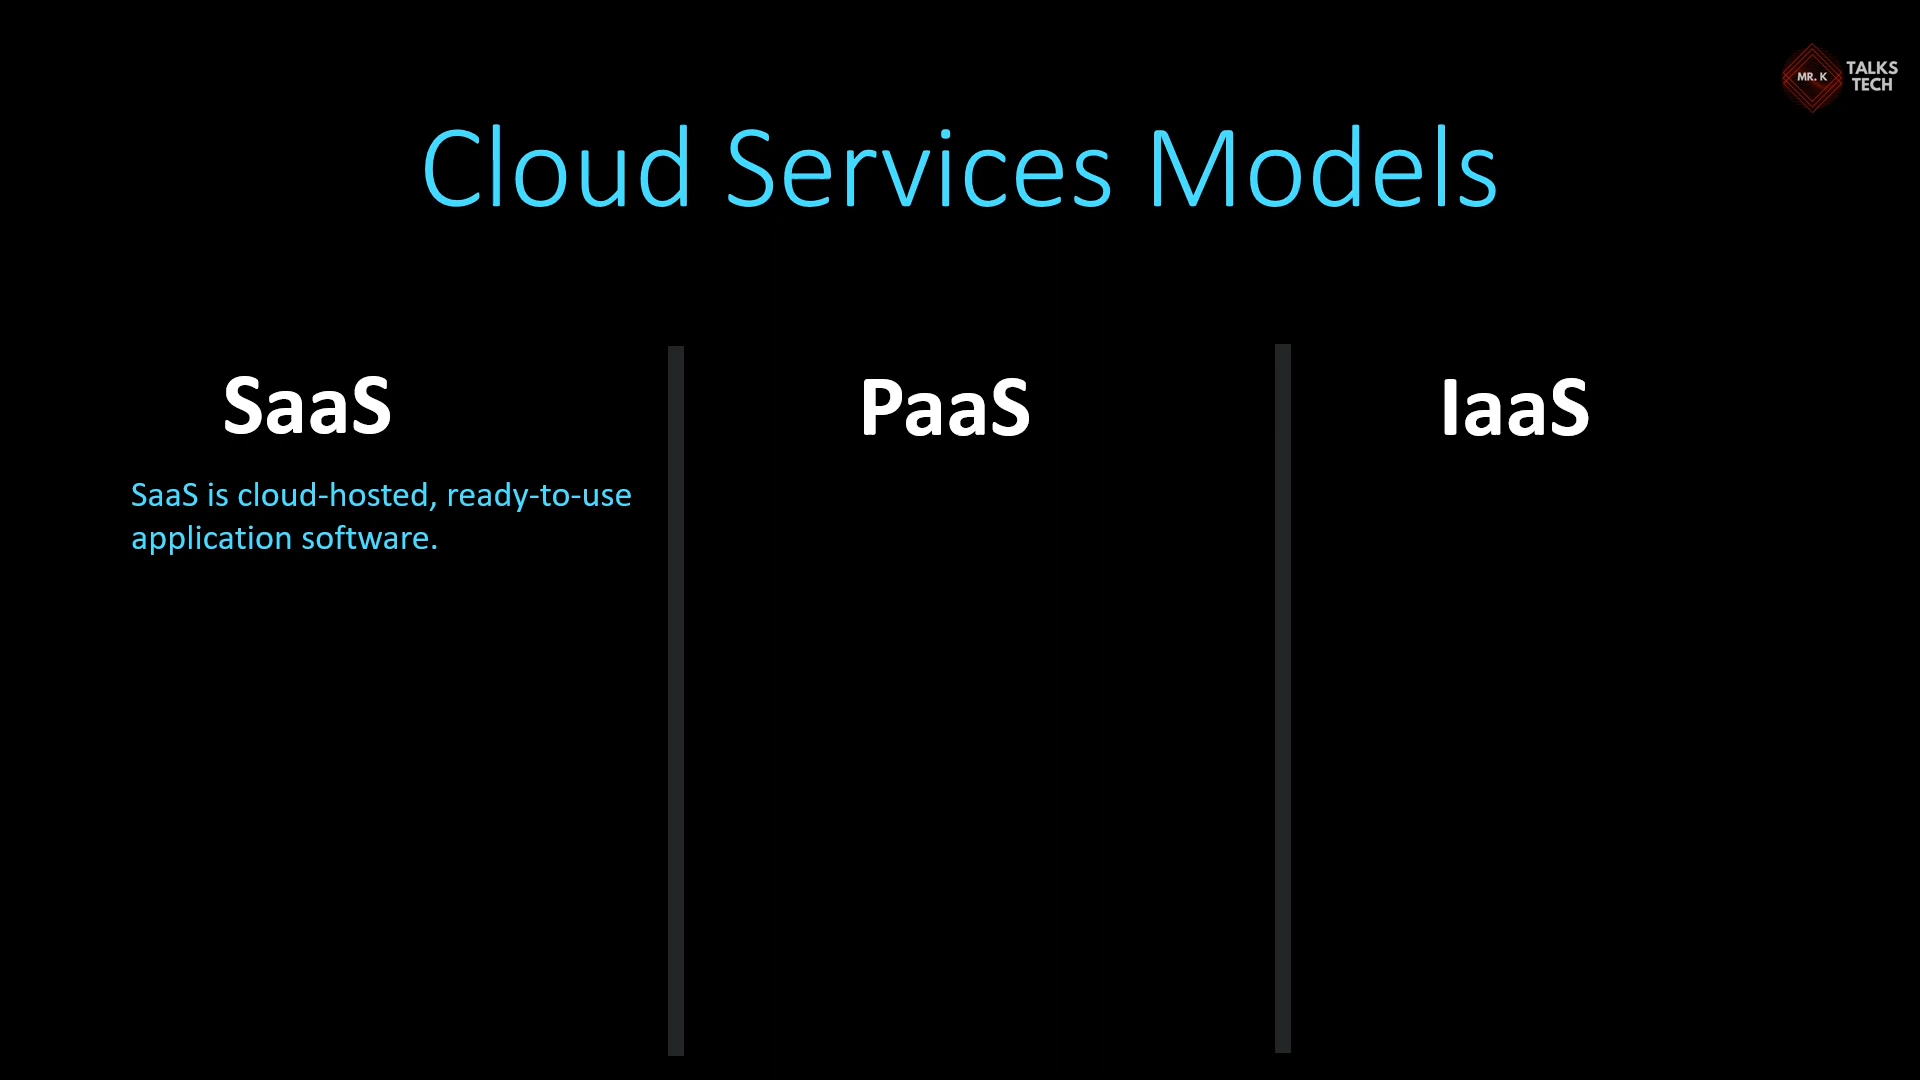 MR. K
TALKS
TECH
Cloud Services Models
SaaS
SaaS is cloud-hosted, ready-to-use
application software.
PaaS
IaaS